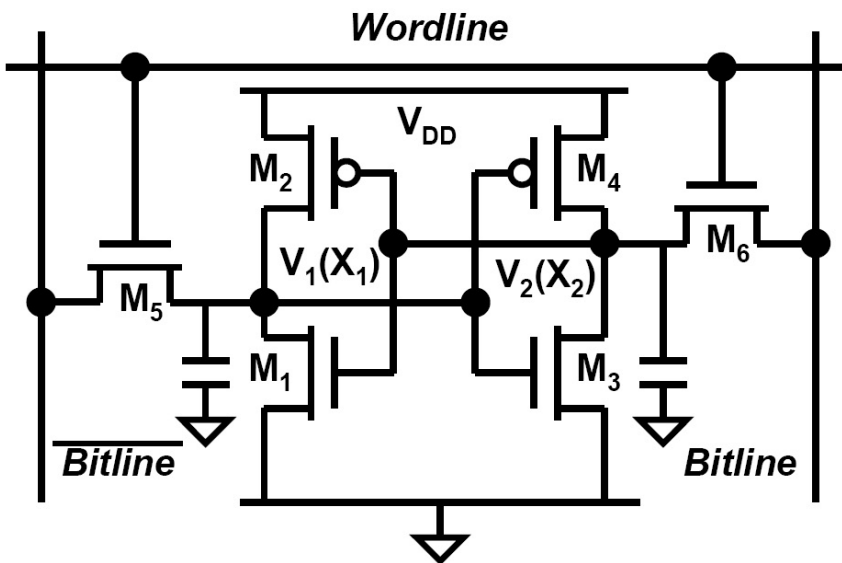 Wordline
V_DD
M_2
M_4
V_1(X_1)
V_2(X_2)
M_6
M_5
M_1
M_3
Bitline
Bitline